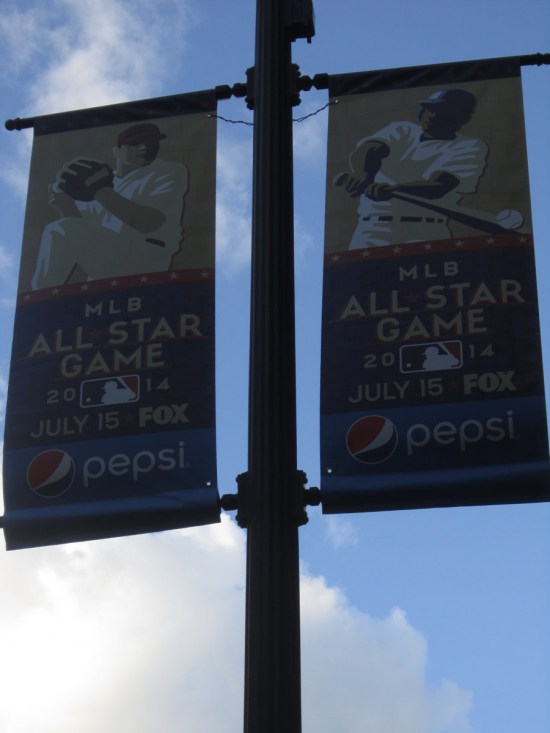 MLB
ALL STAR
GAME
20 14
JULY 15 FOX
pepsi
MLB
ALL STAR
GAME
20 14
JULY 15 FOX
pepsi